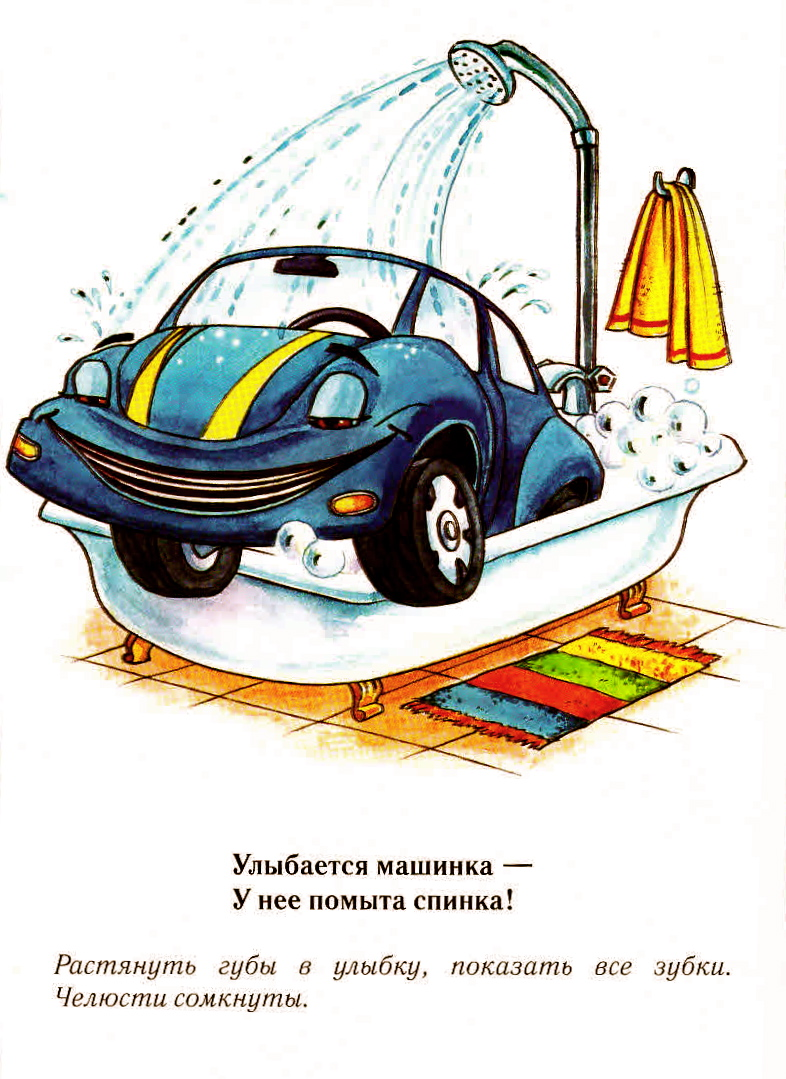 Улыбается машинка —
У нее помыта спинка!
Растянуть губы в улыбку, показать все зубки.
Челюсти сомкнуты.